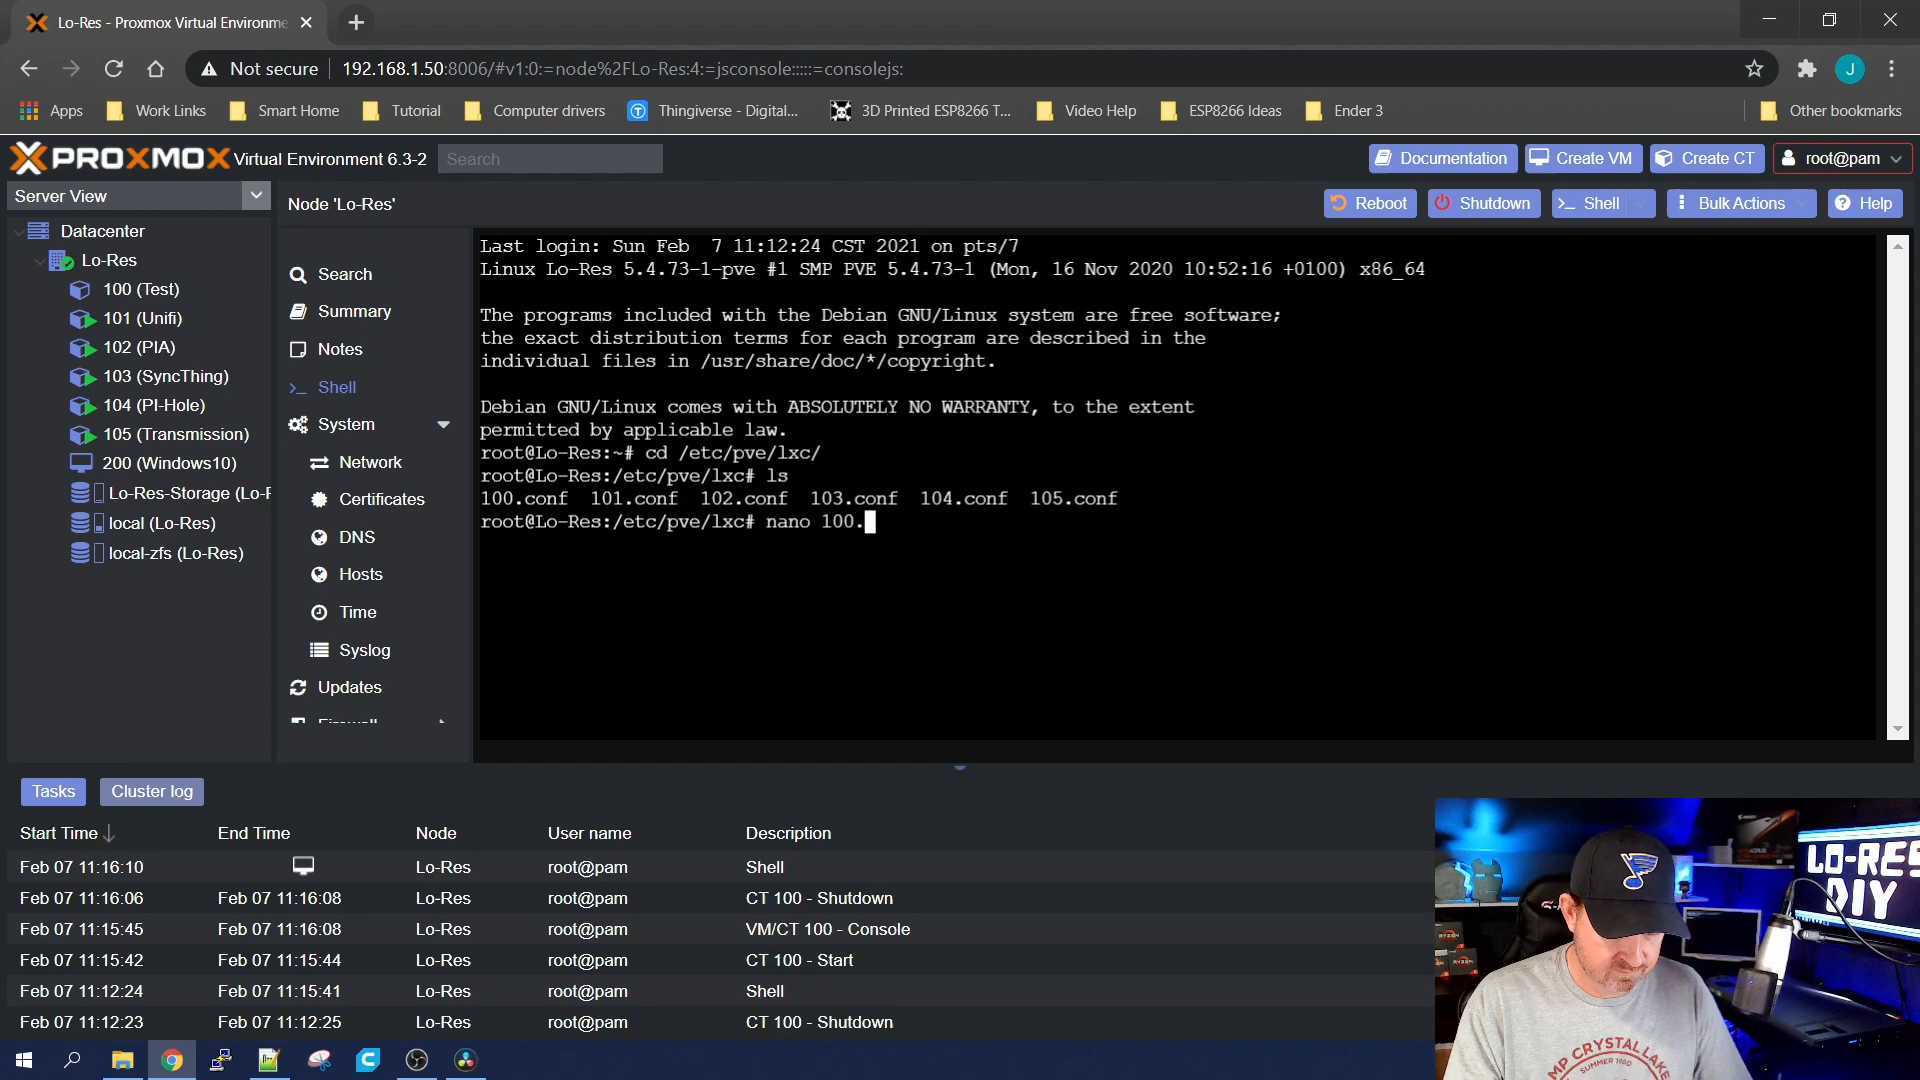 Lo-Res - Proxmox Virtual Environme
Not secure 192.168.1.50:8006/#v1:0:=node%2FLo-Res:4:=jsconsole:::::=consolejs:
J
Apps Work Links Smart Home Tutorial Computer drivers Thingiverse - Digital... 3D Printed ESP8266 T... Video Help ESP8266 Ideas Ender 3 Other bookmarks
PROXMOX Virtual Environment 6.3-2 Search Documentation Create VM Create CT root@pam
Server View
Node 'Lo-Res' Reboot Shutdown Shell Bulk Actions Help
Datacenter
Lo-Res
100 (Test)
101 (Unifi)
102 (PIA)
103 (SyncThing)
104 (PI-Hole)
105 (Transmission)
200 (Windows10)
Lo-Res-Storage (Lo-R
local (Lo-Res)
local-zfs (Lo-Res)
Search
Summary
Notes
Shell
System
Network
Certificates
DNS
Hosts
Time
Syslog
Updates
Firewall
Last login: Sun Feb  7 11:12:24 CST 2021 on pts/7
Linux Lo-Res 5.4.73-1-pve #1 SMP PVE 5.4.73-1 (Mon, 16 Nov 2020 10:52:16 +0100) x86_64
The programs included with the Debian GNU/Linux system are free software;
the exact distribution terms for each program are described in the
individual files in /usr/share/doc/*/copyright.
Debian GNU/Linux comes with ABSOLUTELY NO WARRANTY, to the extent
permitted by applicable law.
root@Lo-Res:~# cd /etc/pve/lxc/
root@Lo-Res:/etc/pve/lxc# ls
100.conf  101.conf  102.conf  103.conf  104.conf  105.conf
root@Lo-Res:/etc/pve/lxc# nano 100.
Tasks Cluster log
Start Time End Time Node User name Description
Feb 07 11:16:10 Lo-Res root@pam Shell
Feb 07 11:16:06 Feb 07 11:16:08 Lo-Res root@pam CT 100 - Shutdown
Feb 07 11:15:45 Feb 07 11:16:08 Lo-Res root@pam VM/CT 100 - Console
Feb 07 11:15:42 Feb 07 11:15:44 Lo-Res root@pam CT 100 - Start
Feb 07 11:12:24 Feb 07 11:15:41 Lo-Res root@pam Shell
Feb 07 11:12:23 Feb 07 11:12:25 Lo-Res root@pam CT 100 - Shutdown
LO-RES
DIY
RYZEN
RYZEN
MP CRYSTAL LAKE
SUMMER 1980